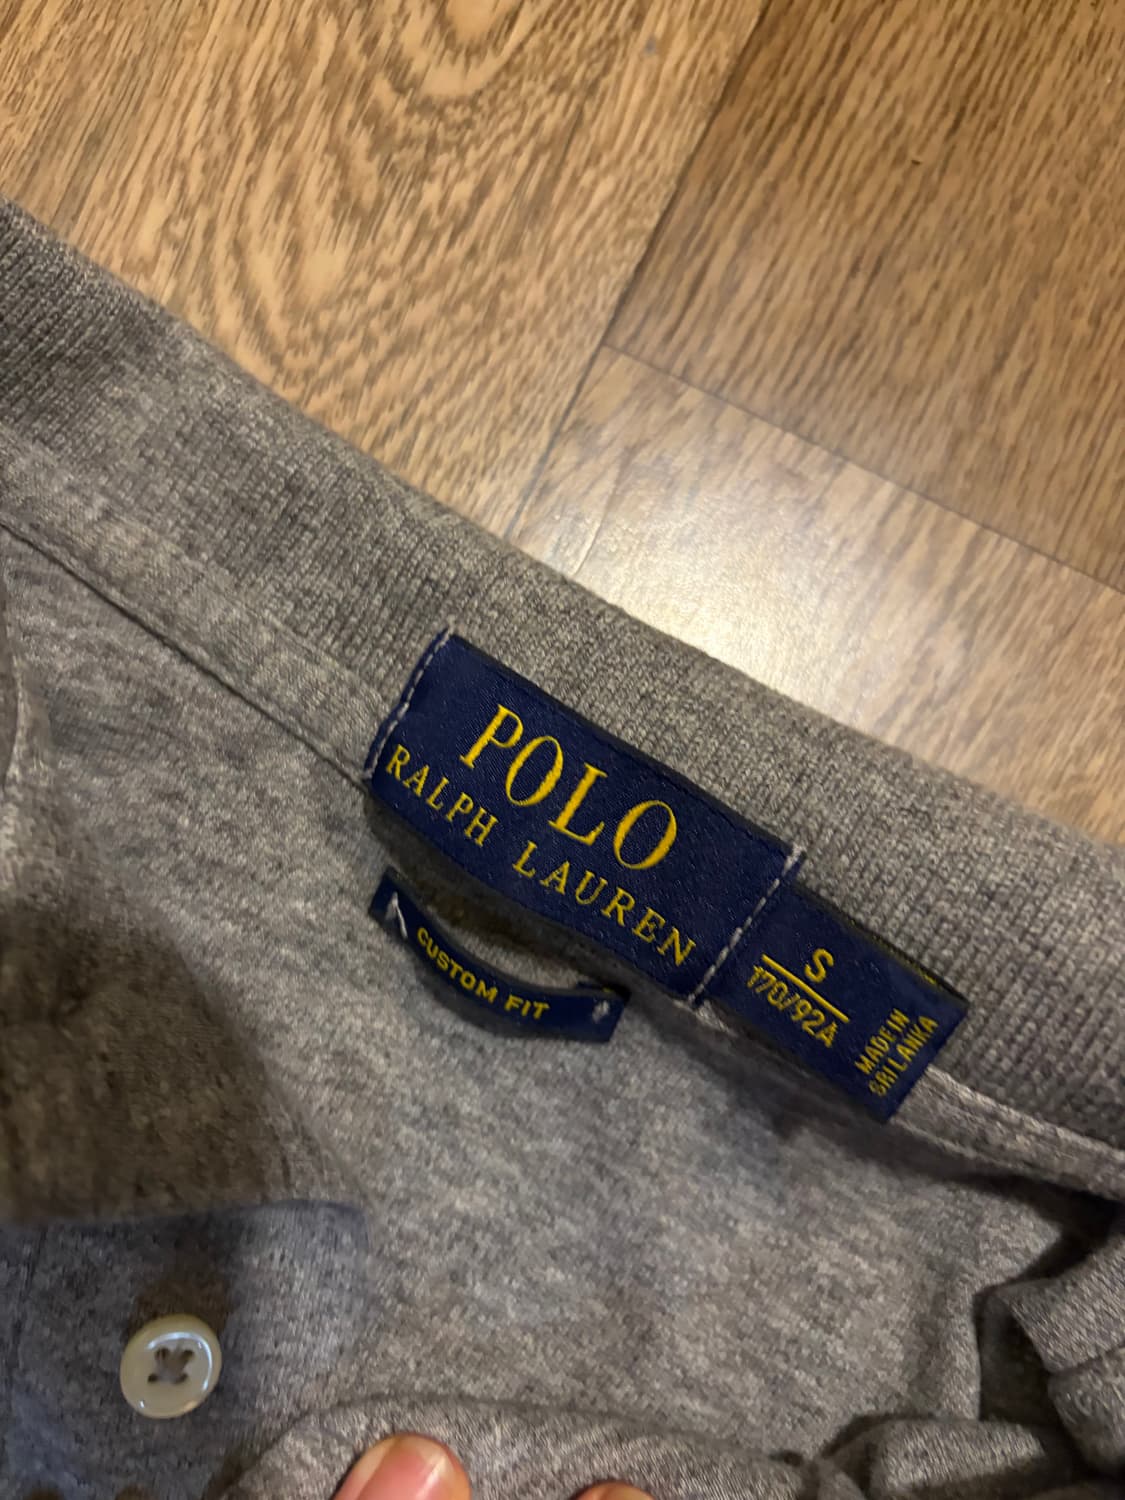 POLO
RALPH LAUREN
CUSTOM FIT
S
170/92A
MADE IN
SRI LANKA